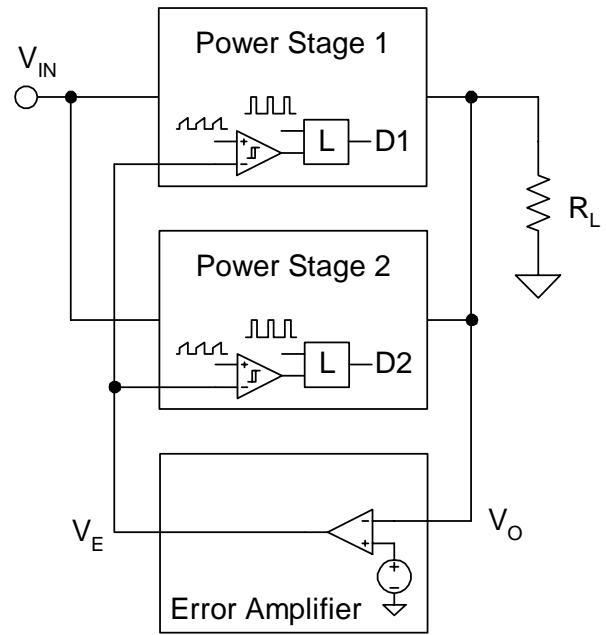 Power Stage 1
V_IN
+
−
L
D1
R_L
Power Stage 2
+
−
L
D2
V_E
−
+
V_O
+
−
Error Amplifier